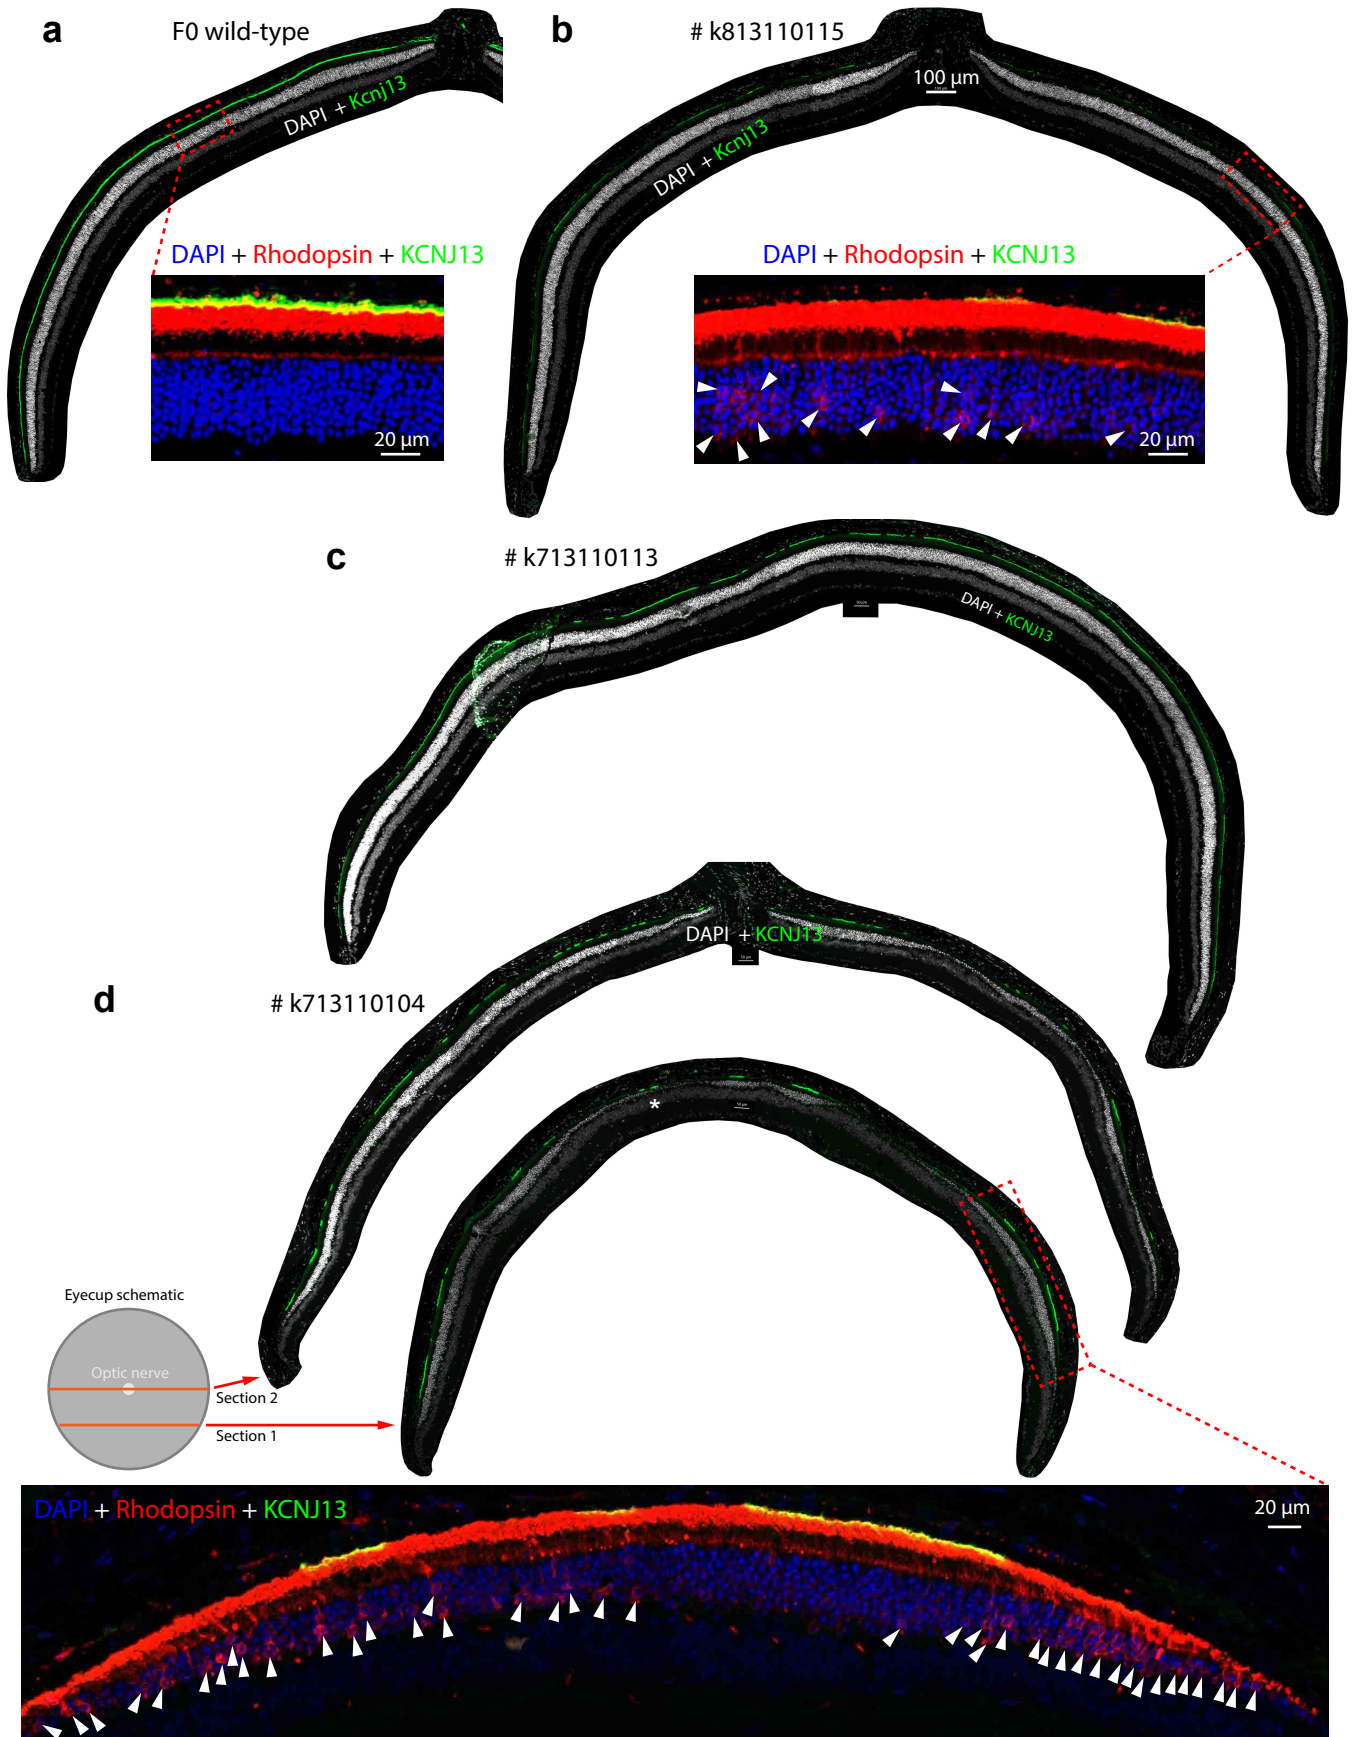 a
F0 wild-type
DAPI + Kcnj13
DAPI + Rhodopsin + KCNJ13
20 µm
b
# k813110115
100 µm
DAPI + Kcnj13
DAPI + Rhodopsin + KCNJ13
20 µm
c
# k713110113
DAPI + KCNJ13
d
# k713110104
DAPI + KCNJ13
*
Eyecup schematic
Optic nerve
Section 2
Section 1
DAPI + Rhodopsin + KCNJ13
20 µm